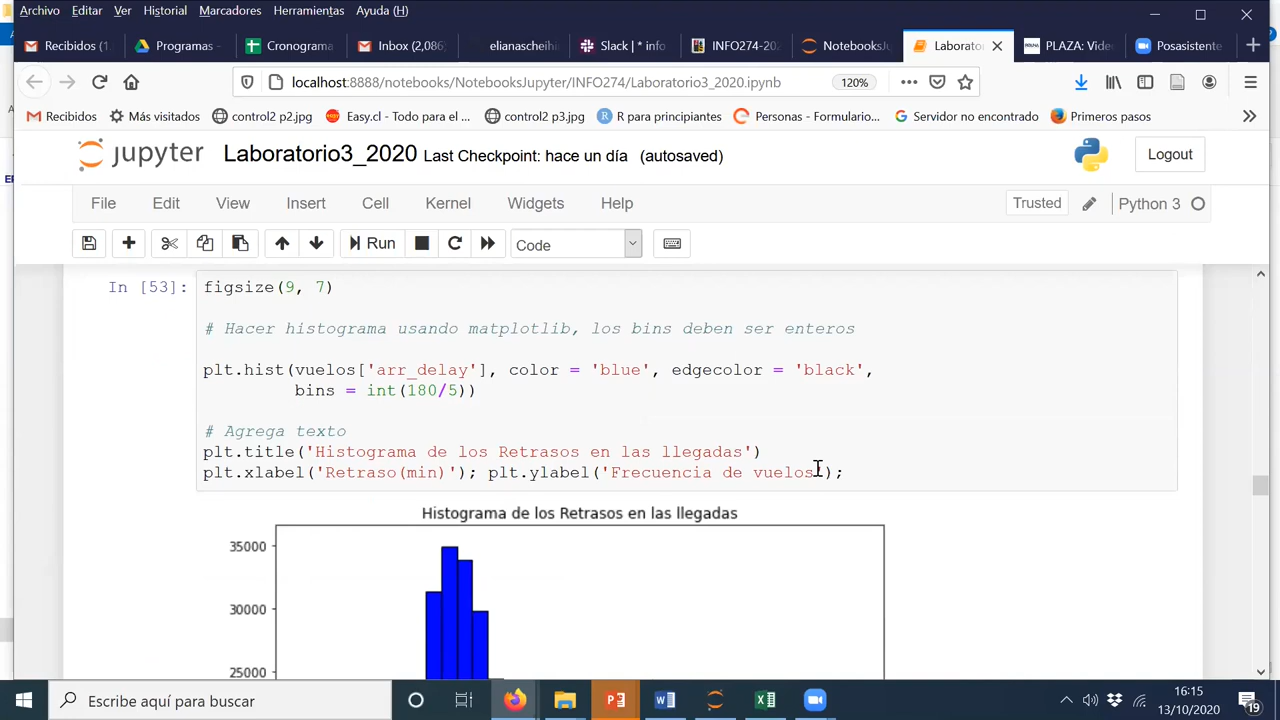 Archivo Editar Ver Historial Marcadores Herramientas Ayuda (H)
Recibidos (1 Programas - Cronograma Inbox (2,086 elianascheih Slack | * info INFO274-202 NotebooksJu Laborato PLAZA: Vide Posasistente
localhost:8888/notebooks/NotebooksJupyter/INFO274/Laboratorio3_2020.ipynb 120%
Recibidos Más visitados control2 p2.jpg Easy.cl - Todo para el ... control2 p3.jpg R para principiantes Personas - Formulario... Servidor no encontrado Primeros pasos
jupyter Laboratorio3_2020 Last Checkpoint: hace un día (autosaved) Logout
File Edit View Insert Cell Kernel Widgets Help Trusted Python 3
Run Code
In [53]: figsize(9, 7)
# Hacer histograma usando matplotlib, los bins deben ser enteros
plt.hist(vuelos['arr_delay'], color = 'blue', edgecolor = 'black',
bins = int(180/5))
# Agrega texto
plt.title('Histograma de los Retrasos en las llegadas')
plt.xlabel('Retraso(min)'); plt.ylabel('Frecuencia de vuelos');
Histograma de los Retrasos en las llegadas
35000
30000
25000
Escribe aquí para buscar
16:15
13/10/2020
19